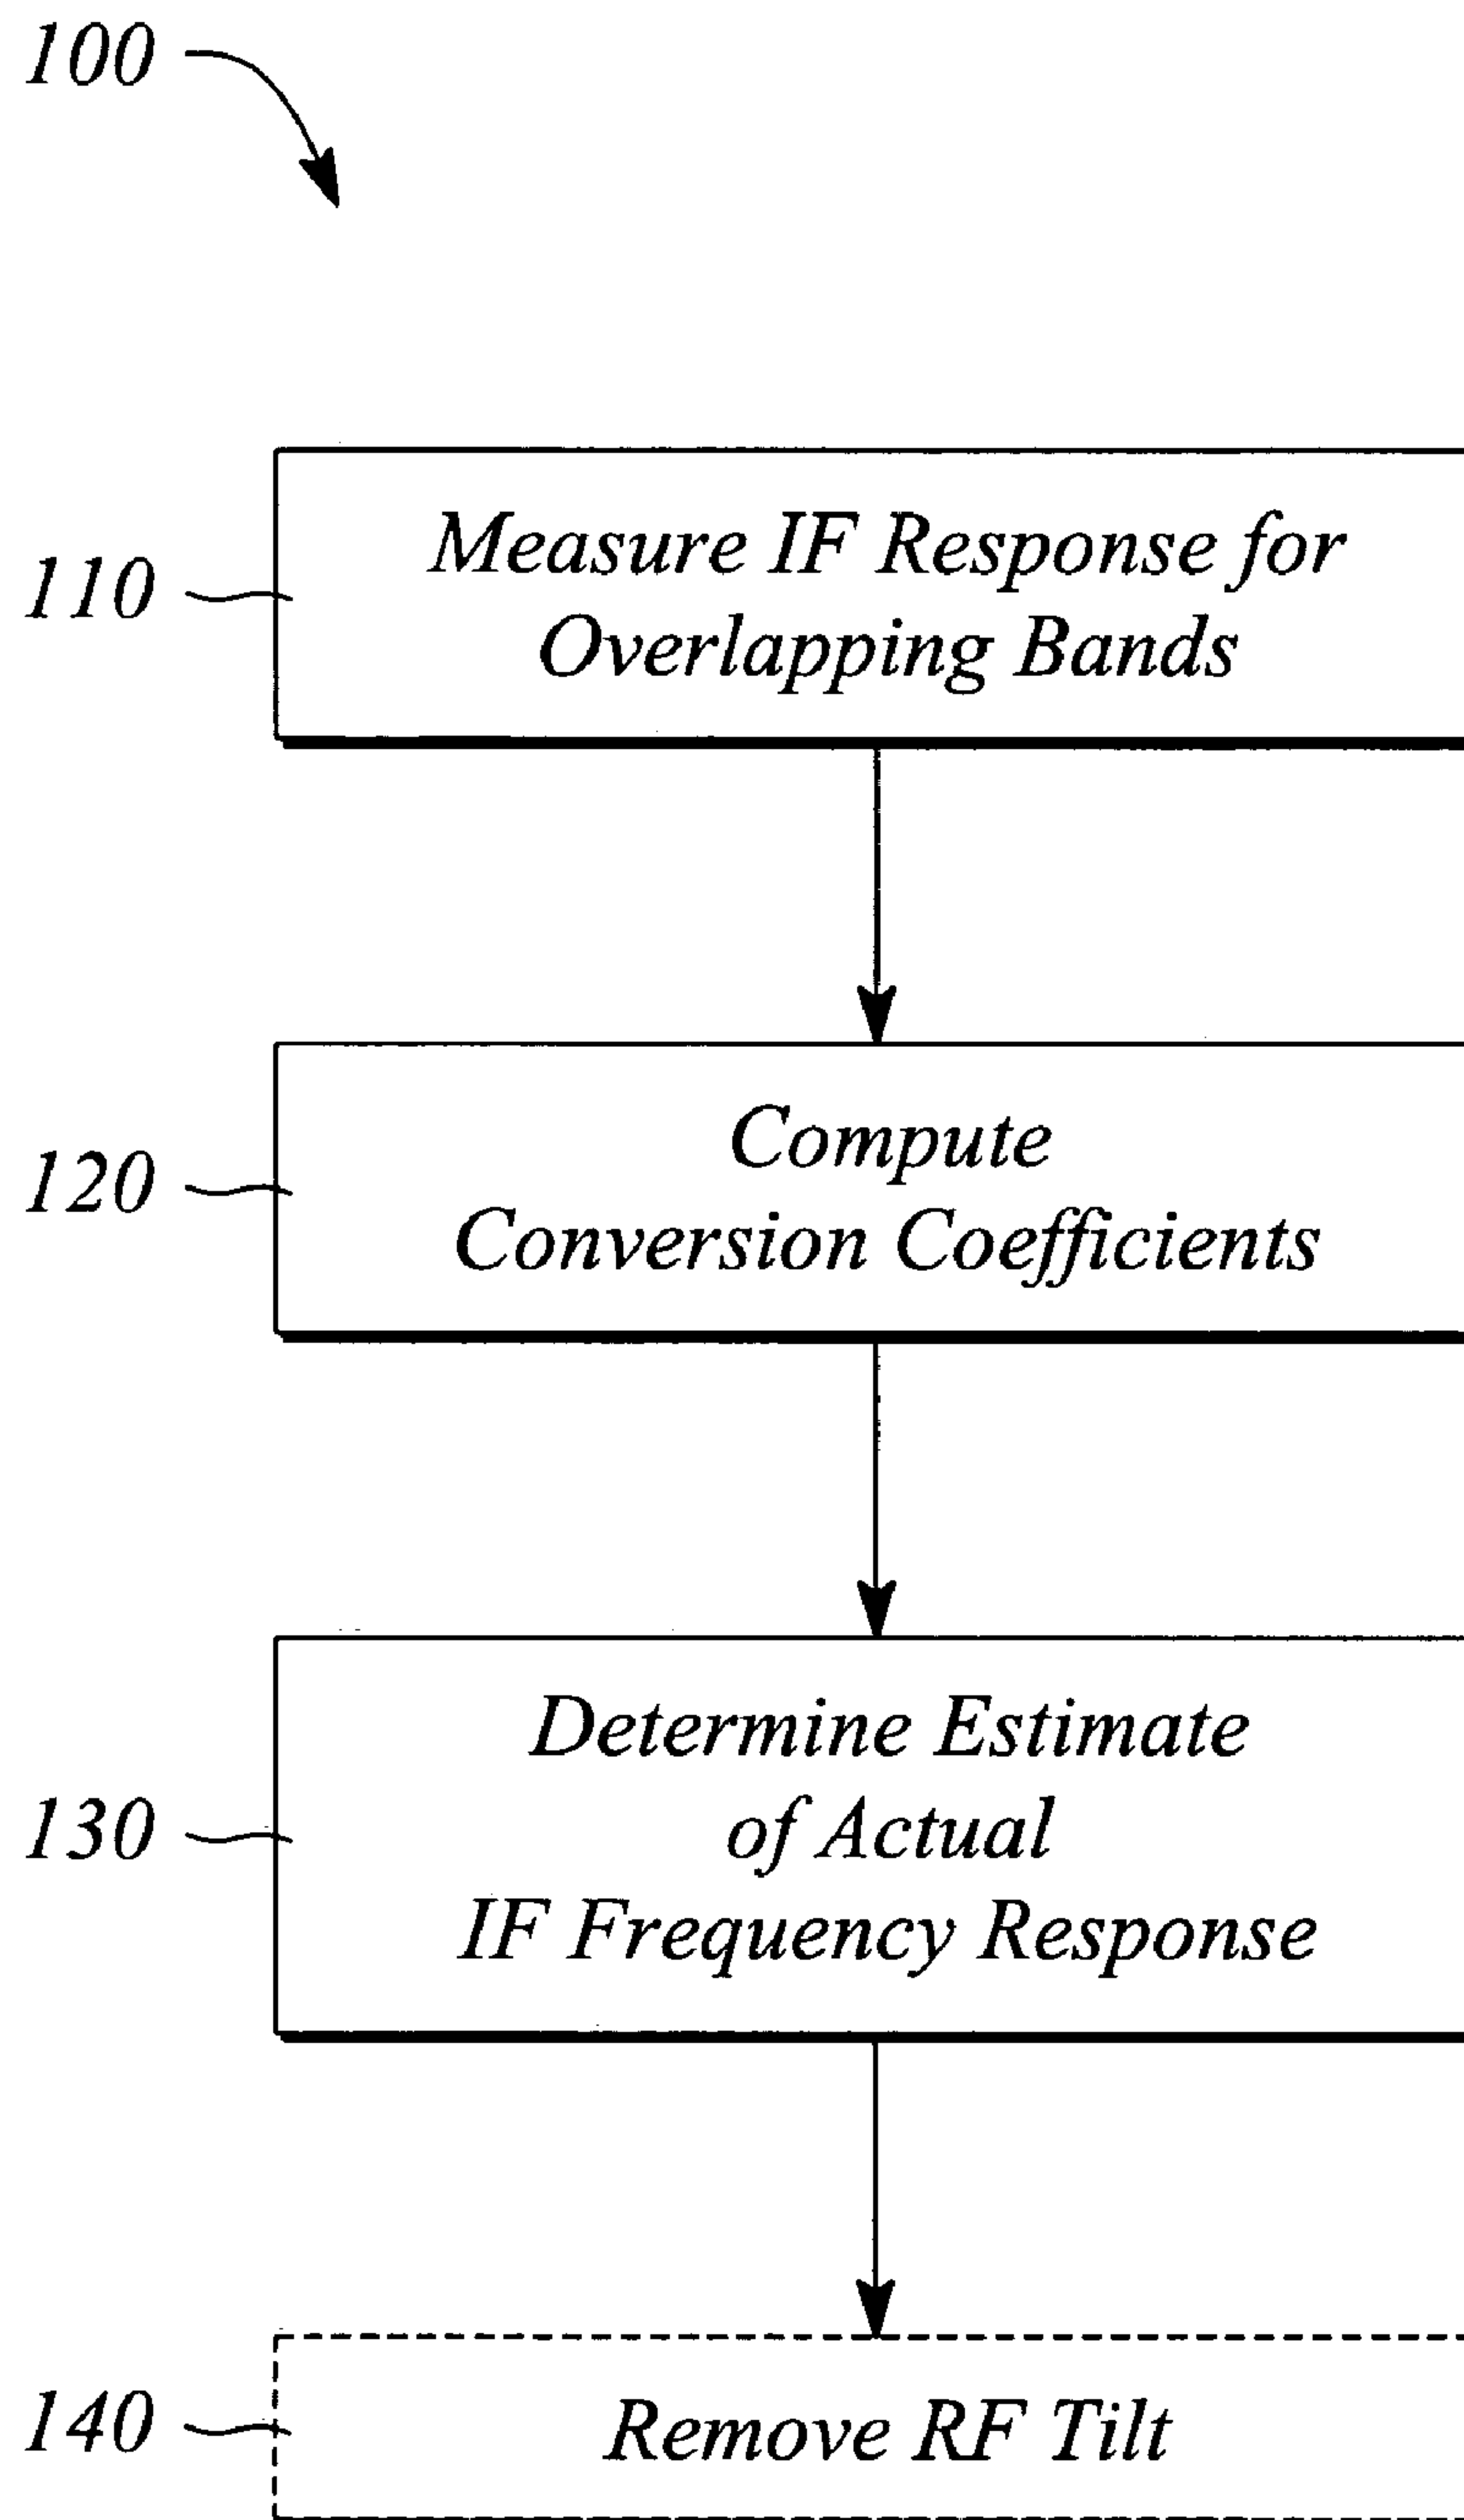 100
110
Measure IF Response for
Overlapping Bands
120
Compute
Conversion Coefficients
130
Determine Estimate
of Actual
IF Frequency Response
140
Remove RF Tilt